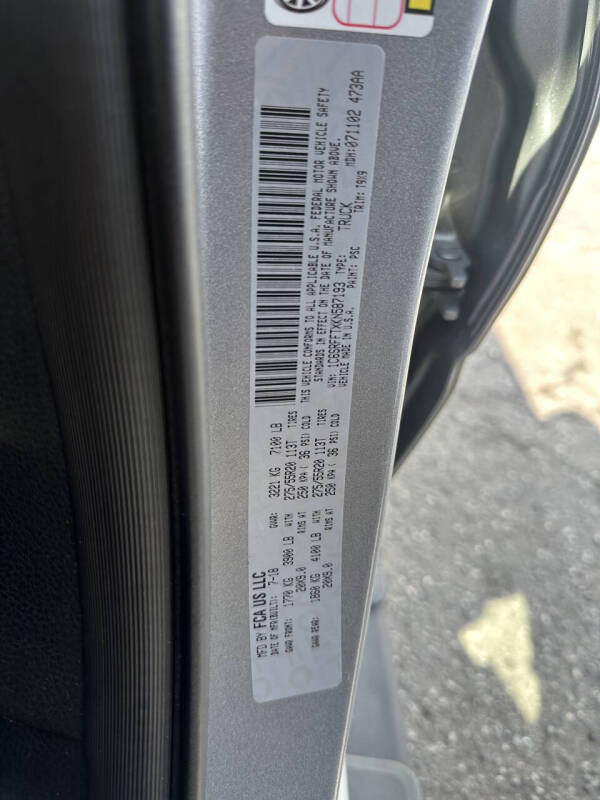 MFD BY FCA US LLC
DATE OF MFR(BUILT): 7-18 GVWR: 3221 KG 7100 LB
GAWR FRONT: 1770 KG 3900 LB WITH 275/55R20 113T TIRES
20X9.0 RIMS AT 250 KPA ( 36 PSI) COLD
GAWR REAR: 1860 KG 4100 LB WITH 275/55R20 113T TIRES
20X9.0 RIMS AT 250 KPA ( 36 PSI) COLD
THIS VEHICLE CONFORMS TO ALL APPLICABLE U.S.A. FEDERAL MOTOR VEHICLE SAFETY
STANDARDS IN EFFECT ON THE DATE OF MANUFACTURE SHOWN ABOVE.
MDH:071102 473AA
VIN: 1C6SRFFTXKN587193 TYPE: TRUCK
VEHICLE MADE IN U.S.A. PAINT: PSC TRIM: T9X9